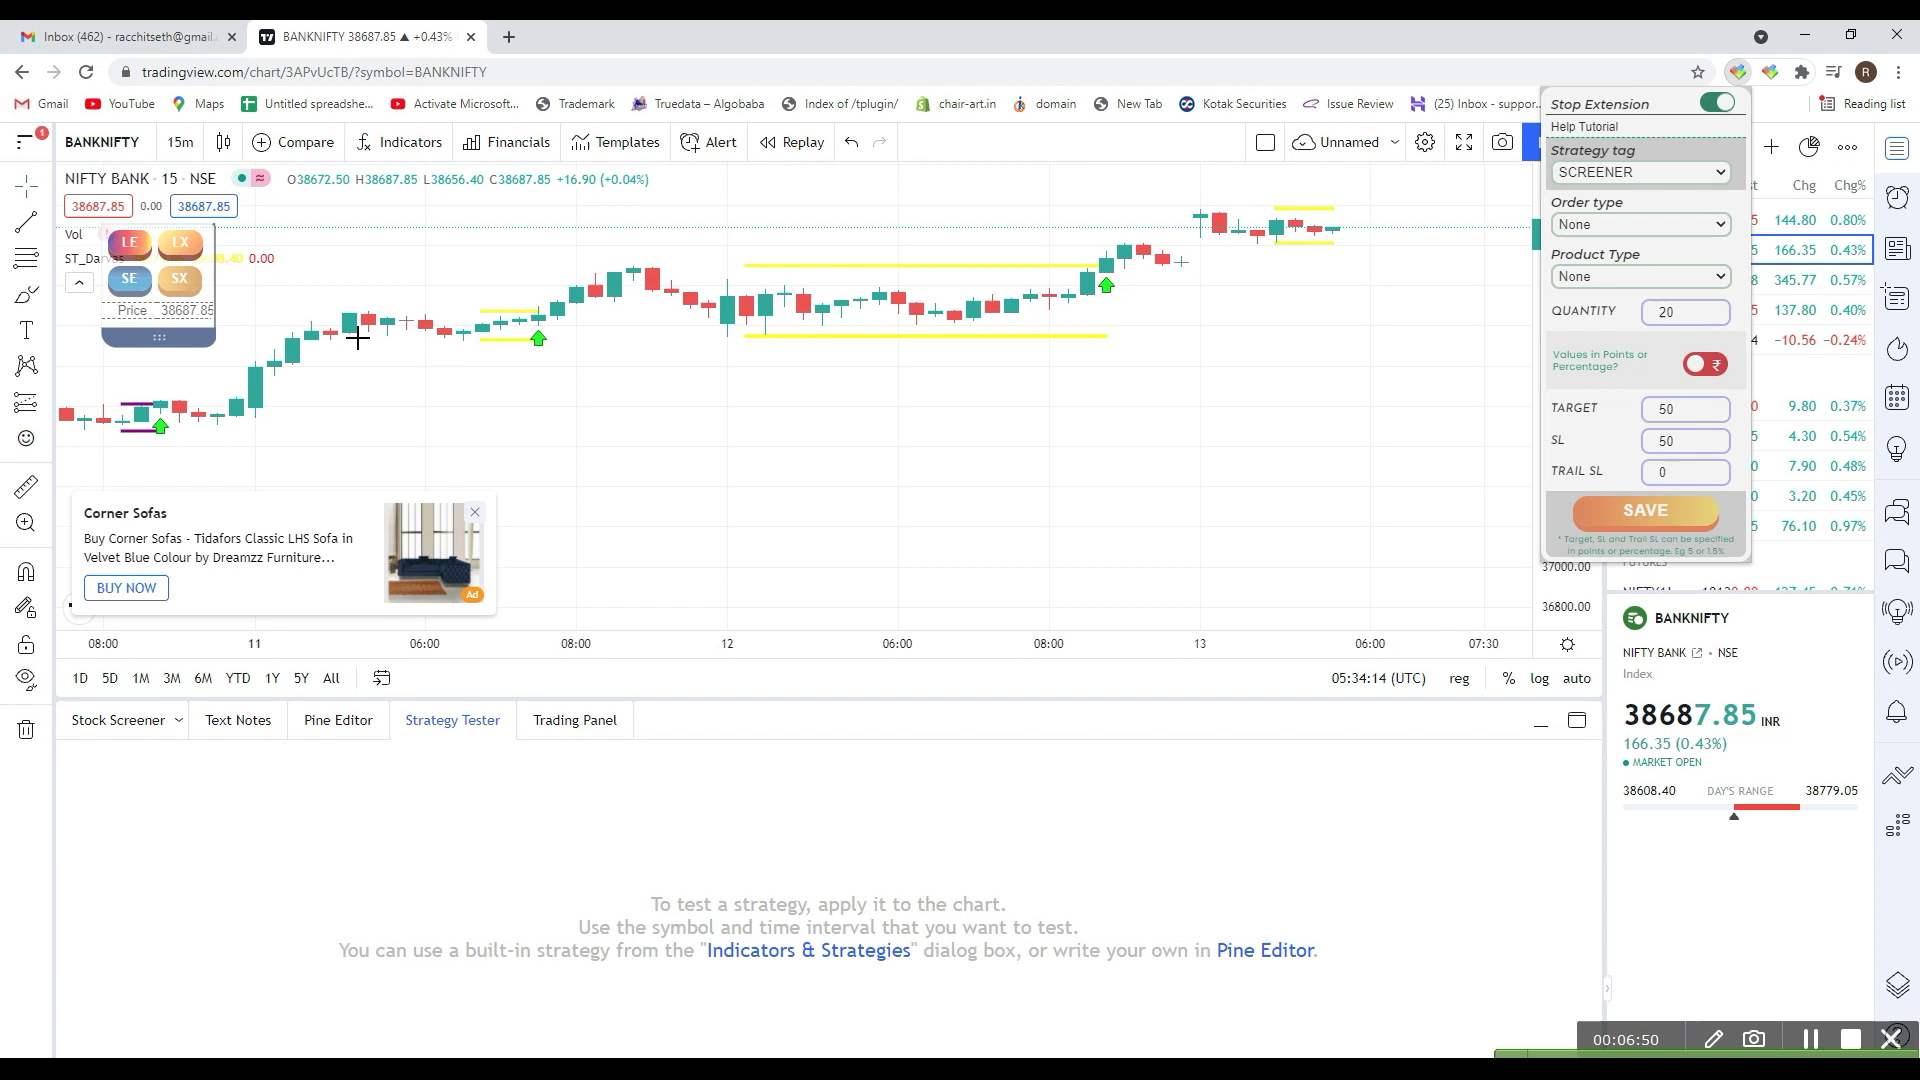 Inbox (462) - racchitseth@gmail.
BANKNIFTY 38687.85 ▲ +0.43%
tradingview.com/chart/3APvUcTB/?symbol=BANKNIFTY
Gmail YouTube Maps Untitled spreadshe... Activate Microsoft... Trademark Truedata – Algobaba Index of /tplugin/ chair-art.in domain New Tab Kotak Securities Issue Review (25) Inbox - suppor... Reading list
BANKNIFTY 15m Compare Indicators Financials Templates Alert Replay Unnamed
NIFTY BANK · 15 · NSE O38672.50 H38687.85 L38656.40 C38687.85 +16.90 (+0.04%)
38687.85 0.00 38687.85
Vol
ST_Darvas 0.00
LE LX
SE SX
Price 38687.85
Stop Extension
Help Tutorial
Strategy tag
SCREENER
Order type
None
Product Type
None
QUANTITY 20
Values in Points or
Percentage?
₹
TARGET 50
SL 50
TRAIL SL 0
SAVE
* Target, SL and Trail SL can be specified
in points or percentage. Eg 5 or 1.5%
Chg Chg%
144.80 0.80%
166.35 0.43%
345.77 0.57%
137.80 0.40%
−10.56 −0.24%
9.80 0.37%
4.30 0.54%
7.90 0.48%
3.20 0.45%
76.10 0.97%
Corner Sofas
Buy Corner Sofas - Tidafors Classic LHS Sofa in
Velvet Blue Colour by Dreamzz Furniture...
BUY NOW
Ad
37000.00
36800.00
08:00 11 06:00 08:00 12 06:00 08:00 13 06:00 07:30
1D 5D 1M 3M 6M YTD 1Y 5Y All
05:34:14 (UTC) reg % log auto
Stock Screener Text Notes Pine Editor Strategy Tester Trading Panel
To test a strategy, apply it to the chart.
Use the symbol and time interval that you want to test.
You can use a built-in strategy from the "Indicators & Strategies" dialog box, or write your own in Pine Editor.
BANKNIFTY
NIFTY BANK • NSE
Index
38687.85 INR
166.35 (0.43%)
MARKET OPEN
38608.40 DAY'S RANGE 38779.05
00:06:50